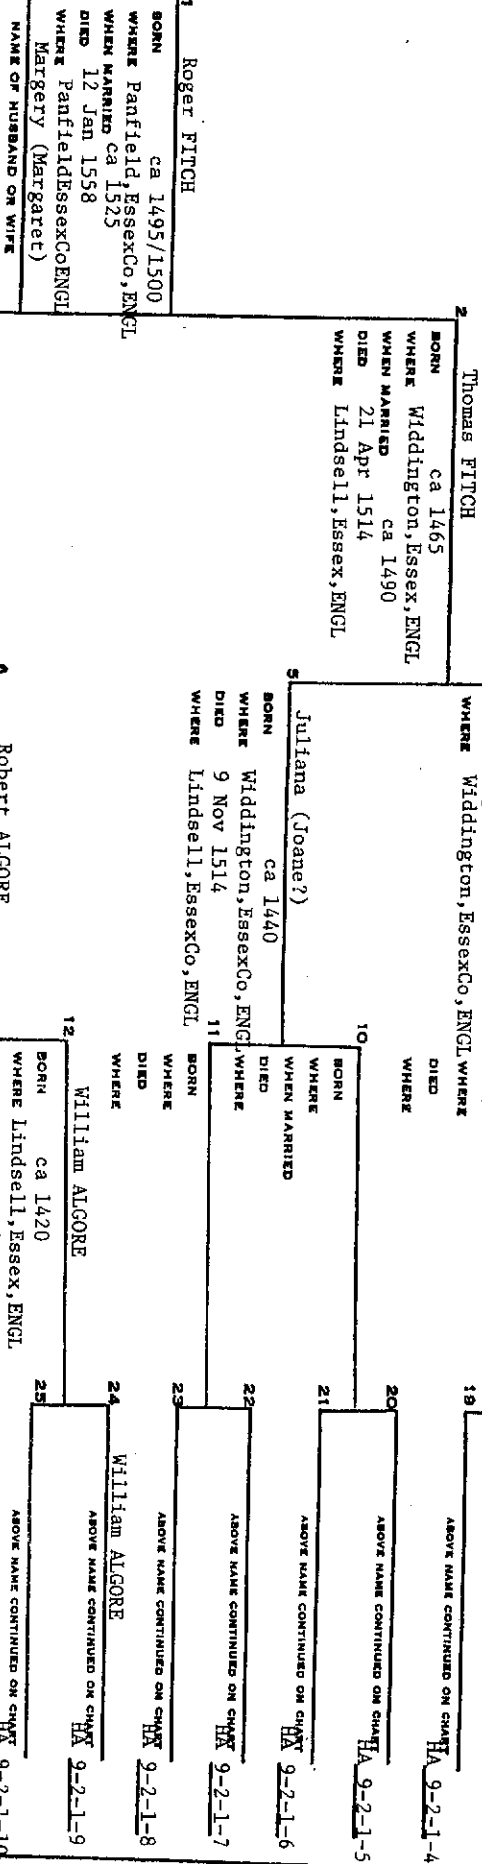 1 Roger FITCH
BORN ca 1495/1500
WHERE Panfield,EssexCo,ENGL
WHEN MARRIED ca 1525
DIED 12 Jan 1558
WHERE PanfieldEssexCoENGL
Margery (Margaret)
NAME OF HUSBAND OR WIFE
2 Thomas FITCH
BORN ca 1465
WHERE Widdington,Essex,ENGL
WHEN MARRIED ca 1490
DIED 21 Apr 1514
WHERE Lindsell,Essex,ENGL
WHERE Widdington,EssexCo,ENGL
5 Juliana (Joane?)
BORN ca 1440
WHERE Widdington,EssexCo,ENGL
DIED 9 Nov 1514
WHERE Lindsell,EssexCo,ENGL
Robert ALGORE
WHERE
DIED
WHERE
10
BORN
WHERE
WHEN MARRIED
DIED
WHERE
11
BORN
WHERE
DIED
WHERE
12 William ALGORE
BORN ca 1420
WHERE Lindsell,Essex,ENGL
19
ABOVE NAME CONTINUED ON CHART HA 9-2-1-4
20
ABOVE NAME CONTINUED ON CHART HA 9-2-1-5
21
ABOVE NAME CONTINUED ON CHART HA 9-2-1-6
22
ABOVE NAME CONTINUED ON CHART HA 9-2-1-7
23
ABOVE NAME CONTINUED ON CHART HA 9-2-1-8
24 William ALGORE
ABOVE NAME CONTINUED ON CHART HA 9-2-1-9
25
ABOVE NAME CONTINUED ON CHART HA 9-2-1-10